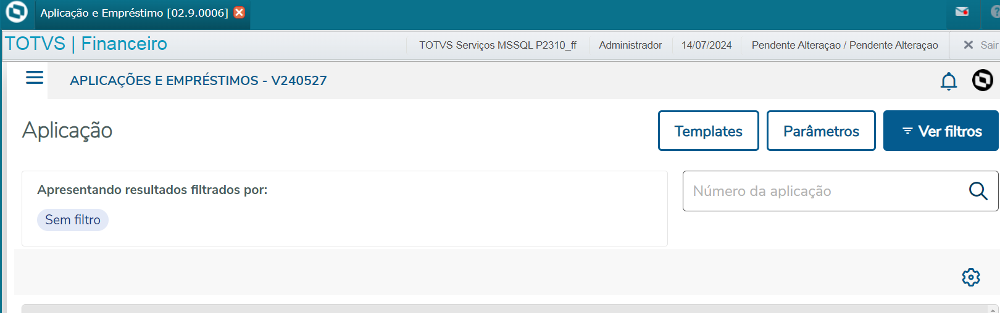 Aplicação e Empréstimo [02.9.0006]
TOTVS | Financeiro
TOTVS Serviços MSSQL P2310_ff
Administrador
14/07/2024
Pendente Alteraçao / Pendente Alteraçao
Sair
APLICAÇÕES E EMPRÉSTIMOS - V240527
Aplicação
Templates
Parâmetros
Ver filtros
Apresentando resultados filtrados por:
Número da aplicação
Sem filtro